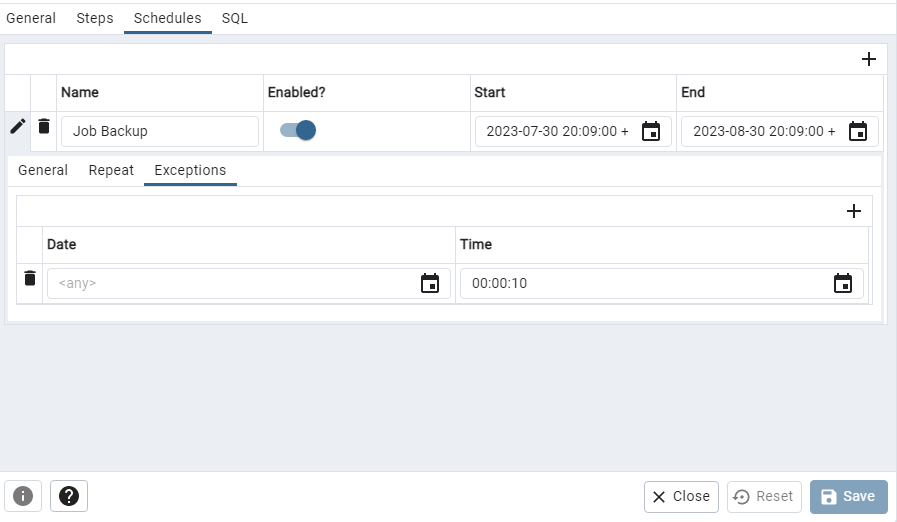 General Steps Schedules SQL
Name Enabled? Start End
Job Backup 2023-07-30 20:09:00 + 2023-08-30 20:09:00 +
General Repeat Exceptions
Date Time
<any> 00:00:10
Close Reset Save